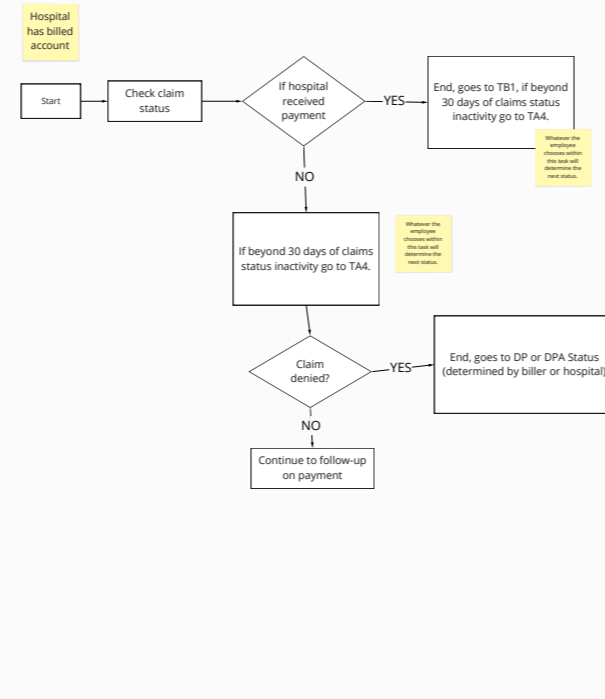 Hospital
has billed
account
Start
Check claim
status
If hospital
received
payment
YES
End, goes to TB1, if beyond
30 days of claims status
inactivity go to TA4.
Whatever the
employee
chooses within
this task will
determine the
next status.
NO
If beyond 30 days of claims
status inactivity go to TA4.
Whatever the
employee
chooses within
this task will
determine the
next status.
Claim
denied?
YES
End, goes to DP or DPA Status
(determined by biller or hospital)
NO
Continue to follow-up
on payment